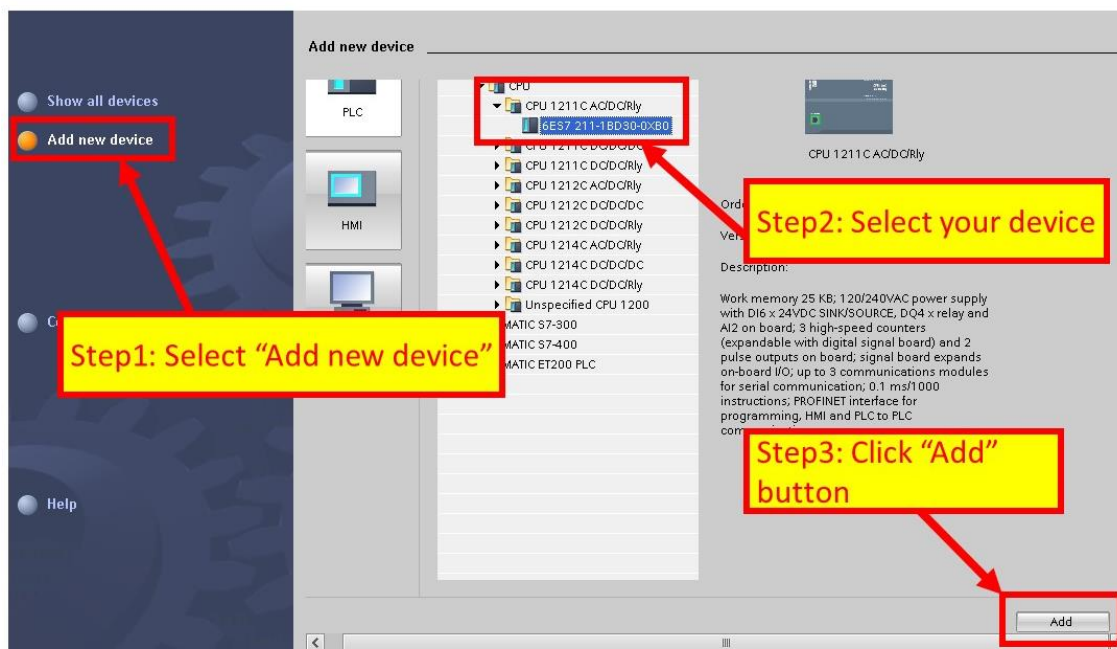 Add new device
Show all devices
Add new device
Help
PLC
HMI
CPU
CPU 1211C AC/DC/Rly
6ES7 211-1BD30-0XB0
CPU 1211C DC/DC/DC
CPU 1211C DC/DC/Rly
CPU 1212C AC/DC/Rly
CPU 1212C DC/DC/DC
CPU 1212C DC/DC/Rly
CPU 1214C AC/DC/Rly
CPU 1214C DC/DC/DC
CPU 1214C DC/DC/Rly
Unspecified CPU 1200
MATIC S7-300
MATIC S7-400
MATIC ET200 PLC
CPU 1211C AC/DC/Rly
Description:
Work memory 25 KB; 120/240VAC power supply
with DI6 x 24VDC SINK/SOURCE, DQ4 x relay and
AI2 on board; 3 high-speed counters
(expandable with digital signal board) and 2
pulse outputs on board; signal board expands
on-board I/O; up to 3 communications modules
for serial communication; 0.1 ms/1000
instructions; PROFINET interface for
programming, HMI and PLC to PLC
Step1: Select “Add new device”
Step2: Select your device
Step3: Click “Add”
button
Add